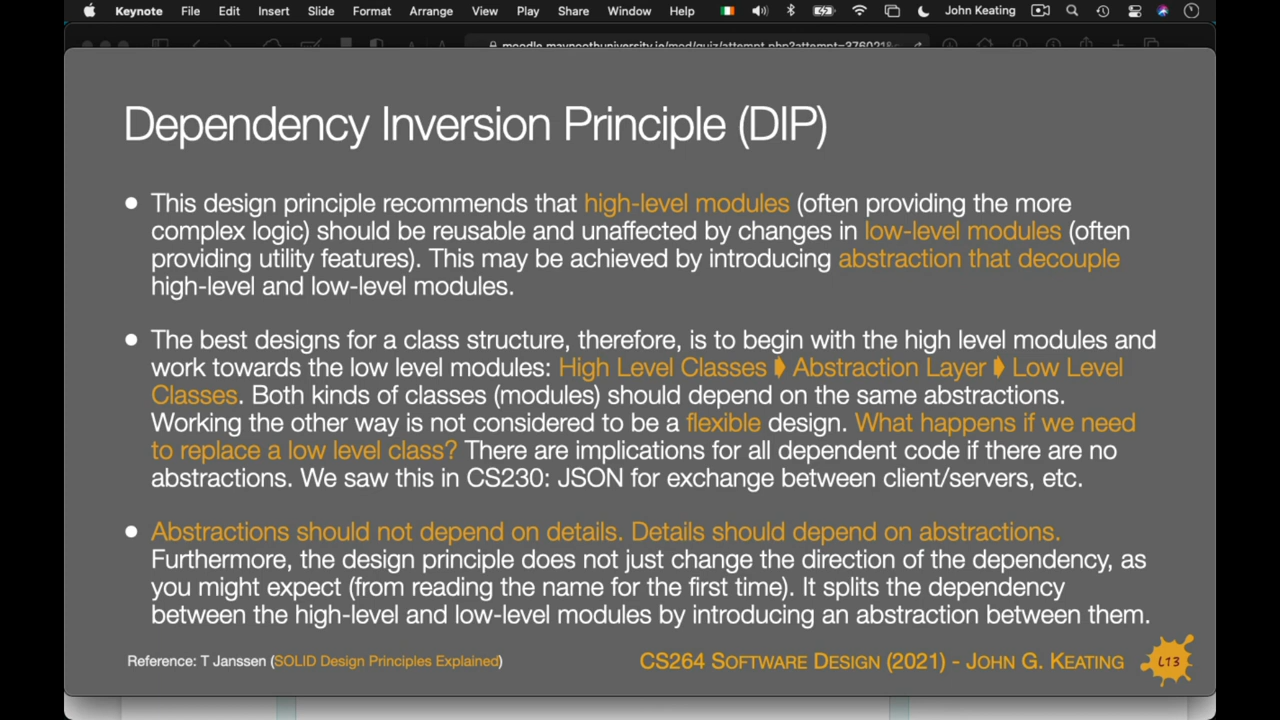 Keynote File Edit Insert Slide Format Arrange View Play Share Window Help John Keating
moodle.maynoothuniversity.ie/mod/quiz/attempt.php?attempt=376021&
Dependency Inversion Principle (DIP)
• This design principle recommends that high-level modules (often providing the more
complex logic) should be reusable and unaffected by changes in low-level modules (often
providing utility features). This may be achieved by introducing abstraction that decouple
high-level and low-level modules.
• The best designs for a class structure, therefore, is to begin with the high level modules and
work towards the low level modules: High Level Classes ➧ Abstraction Layer ➧ Low Level
Classes. Both kinds of classes (modules) should depend on the same abstractions.
Working the other way is not considered to be a flexible design. What happens if we need
to replace a low level class? There are implications for all dependent code if there are no
abstractions. We saw this in CS230: JSON for exchange between client/servers, etc.
• Abstractions should not depend on details. Details should depend on abstractions.
Furthermore, the design principle does not just change the direction of the dependency, as
you might expect (from reading the name for the first time). It splits the dependency
between the high-level and low-level modules by introducing an abstraction between them.
Reference: T Janssen (SOLID Design Principles Explained)
CS264 Software Design (2021) - John G. Keating
L13